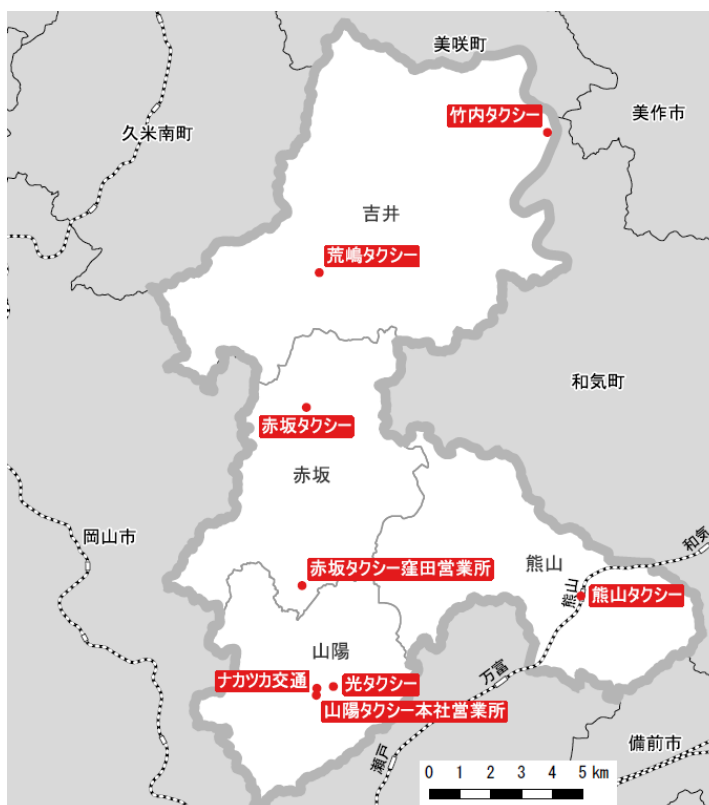 美咲町
竹内タクシー
美作市
久米南町
吉井
荒嶋タクシー
和気町
赤坂タクシー
赤坂
岡山市
和気
赤坂タクシー窪田営業所
熊山
熊山
熊山タクシー
山陽
万富
ナカツカ交通
光タクシー
山陽タクシー本社営業所
瀬戸
備前市
0 1 2 3 4 5 km